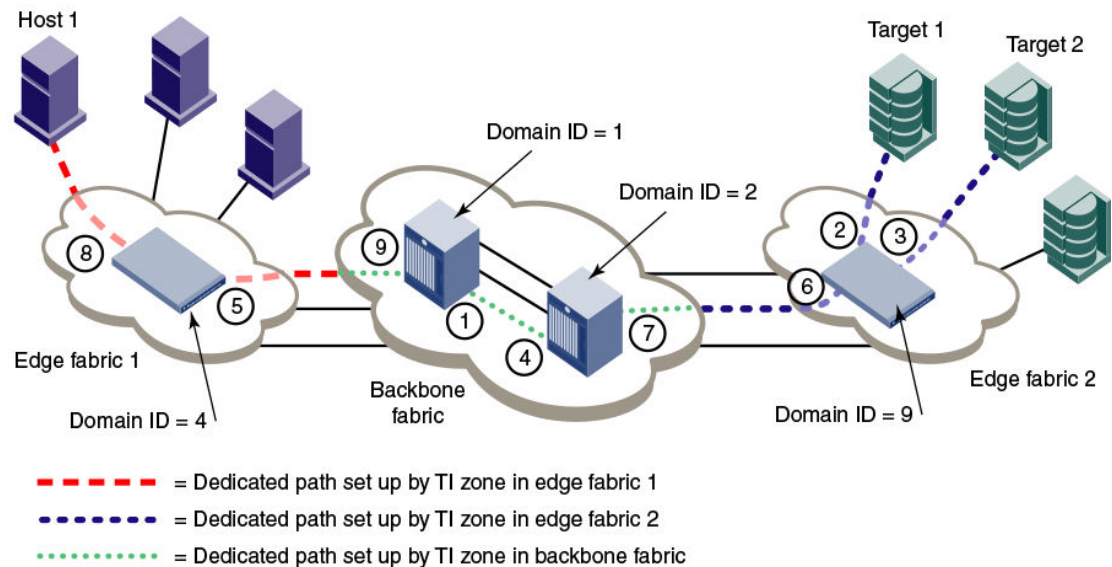 Host 1
Target 1
Target 2
Domain ID = 1
Domain ID = 2
8
5
9
1
4
7
2
3
6
Edge fabric 1
Backbone
fabric
Edge fabric 2
Domain ID = 4
Domain ID = 9
= Dedicated path set up by TI zone in edge fabric 1
= Dedicated path set up by TI zone in edge fabric 2
= Dedicated path set up by TI zone in backbone fabric